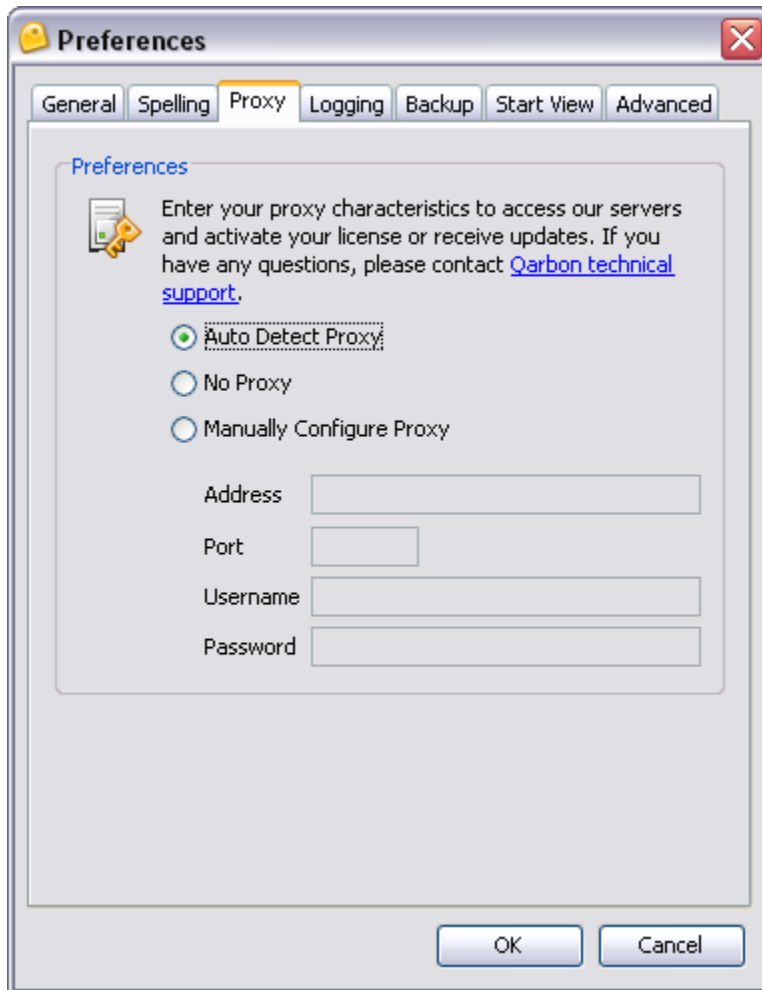 Preferences
General Spelling Proxy Logging Backup Start View Advanced
Preferences
Enter your proxy characteristics to access our servers
and activate your license or receive updates. If you
have any questions, please contact Qarbon technical
support.
Auto Detect Proxy
No Proxy
Manually Configure Proxy
Address
Port
Username
Password
OK Cancel